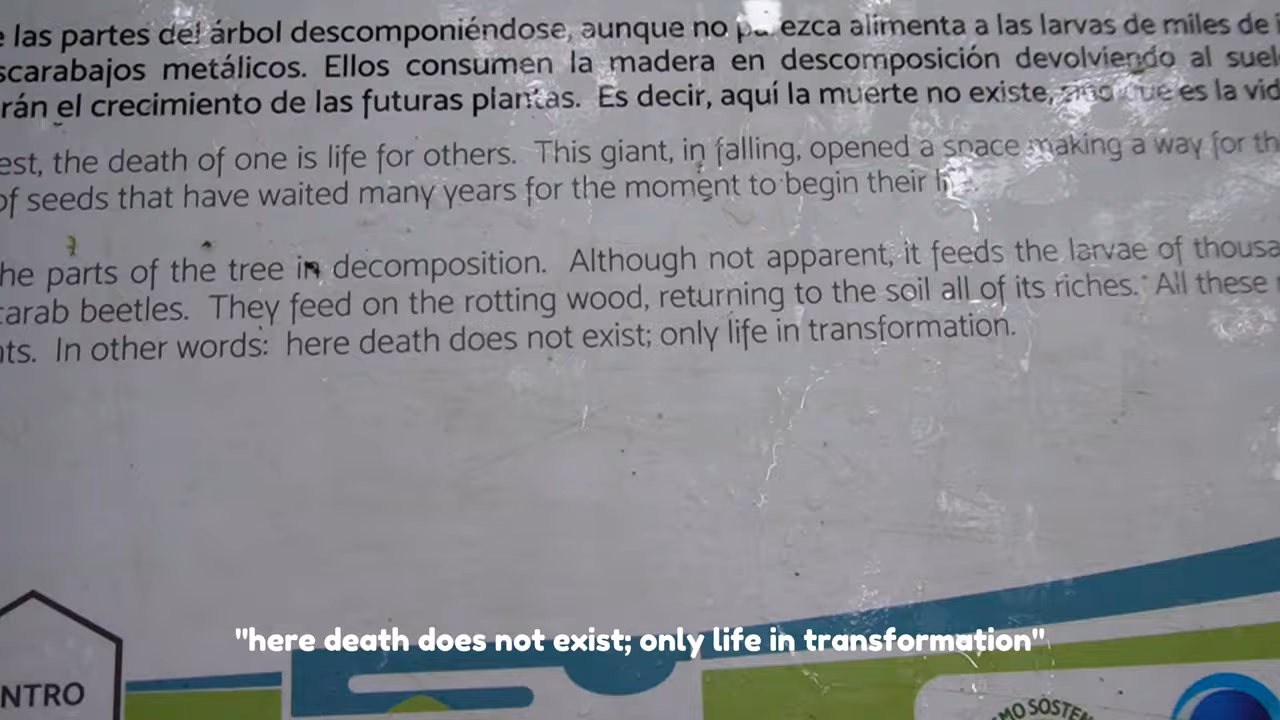 las partes del árbol descomponiéndose, aunque no alimenta a las larvas de miles de
scarabajos metálicos. Ellos consumen la madera en descomposición devolviendo al suel
rán el crecimiento de las futuras plantas. Es decir, aquí la muerte no existe, que es la vid
est, the death of one is life for others. This giant, in falling, opened a space making a way for th
of seeds that have waited many years for the moment to begin their
he parts of the tree in decomposition. Although not apparent, it feeds the larvae of thousa
carab beetles. They feed on the rotting wood, returning to the soil all of its riches. All these
nts. In other words: here death does not exist; only life in transformation.
"here death does not exist; only life in transformation"
NTRO
MO SOSTEN